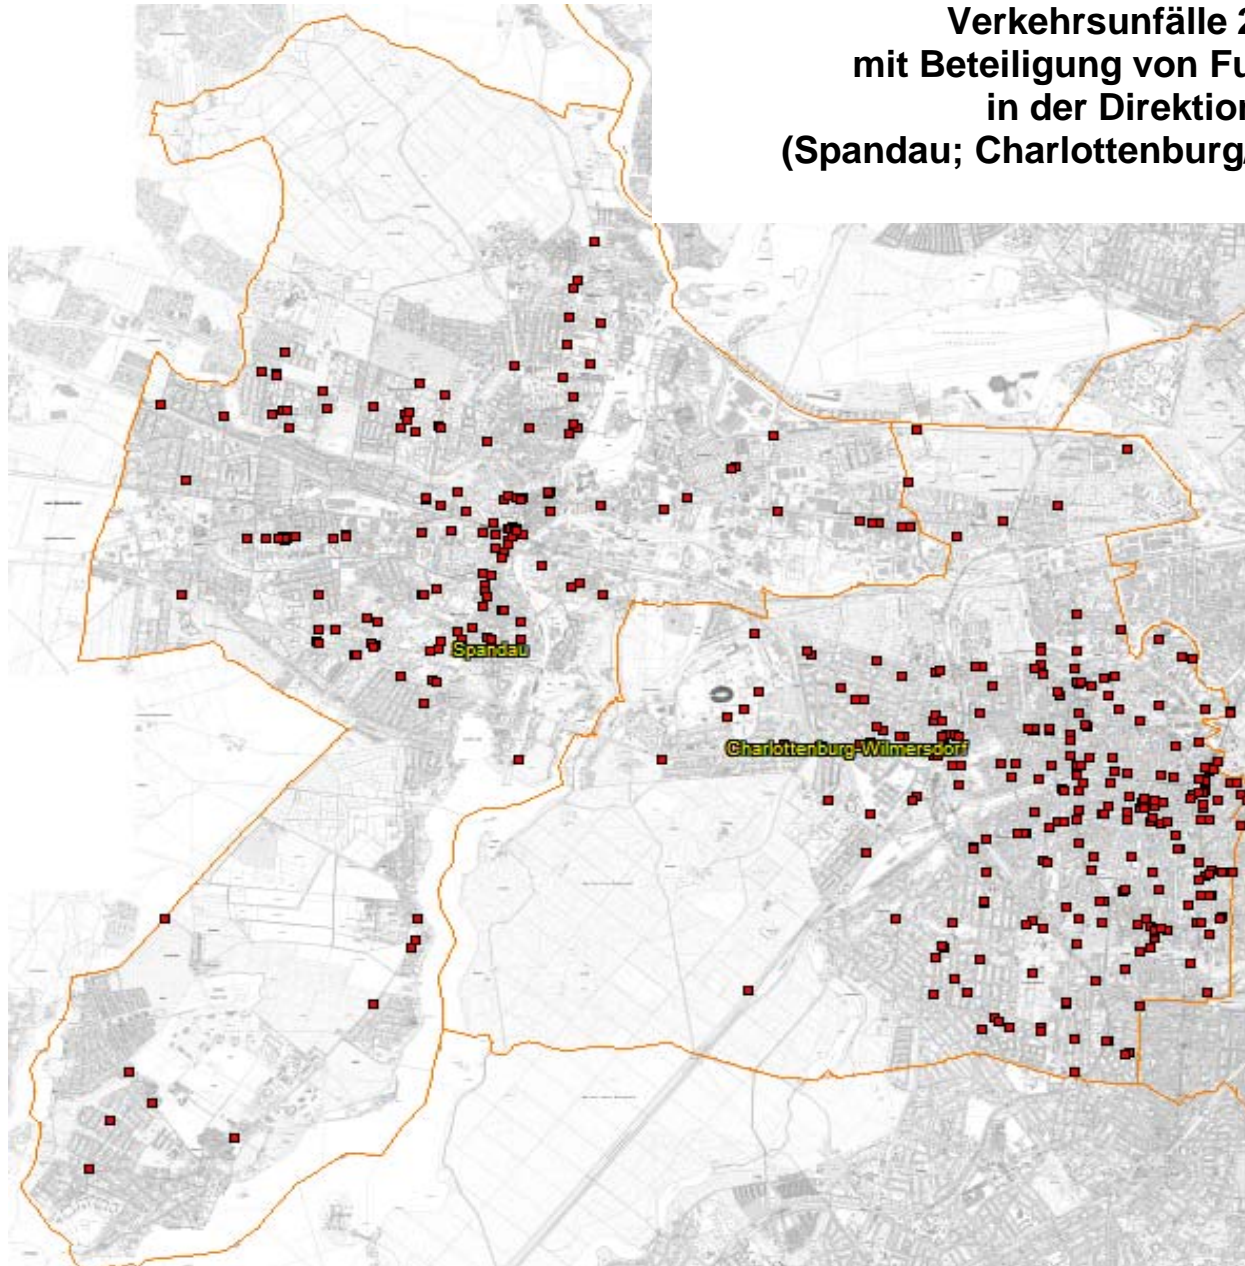 Verkehrsunfälle 2
mit Beteiligung von Fu
in der Direktion
(Spandau; Charlottenburg/
Spandau
Charlottenburg-Wilmersdorf